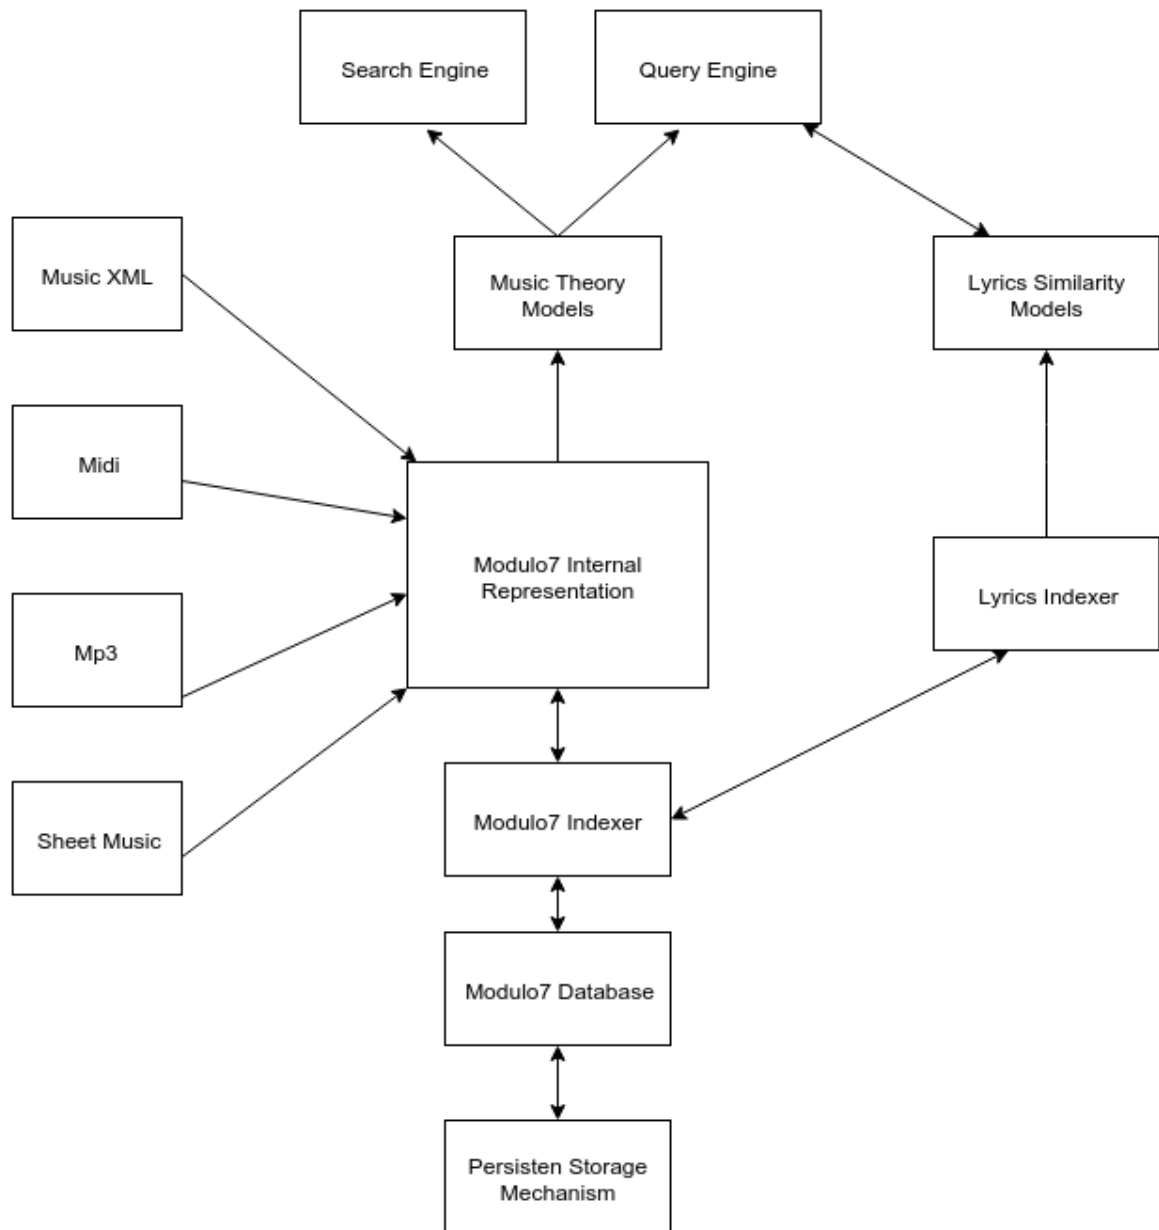 Search Engine
Query Engine
Music XML
Music Theory
Models
Lyrics Similarity
Models
Midi
Modulo7 Internal
Representation
Lyrics Indexer
Mp3
Sheet Music
Modulo7 Indexer
Modulo7 Database
Persisten Storage
Mechanism